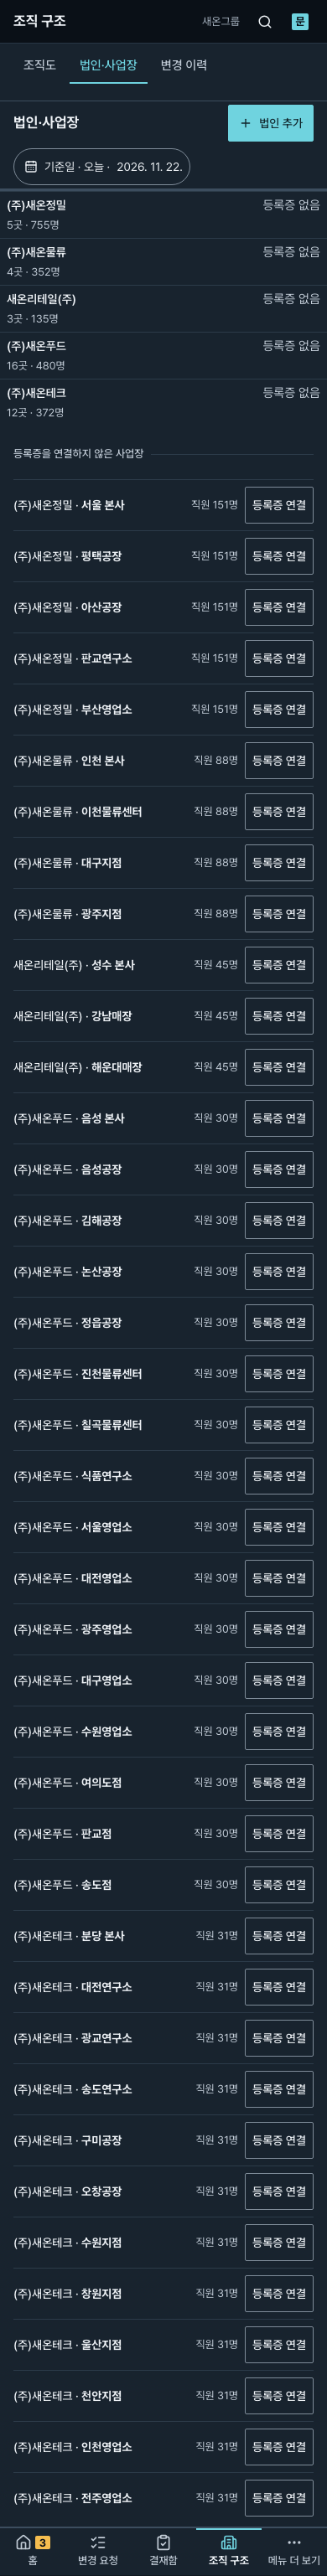 조직 구조 새온그룹 문
조직도 법인·사업장 변경 이력
법인·사업장 + 법인 추가
기준일 · 오늘 · 2026. 11. 22.
(주)새온정밀 등록증 없음
5곳 · 755명
(주)새온물류 등록증 없음
4곳 · 352명
새온리테일(주) 등록증 없음
3곳 · 135명
(주)새온푸드 등록증 없음
16곳 · 480명
(주)새온테크 등록증 없음
12곳 · 372명
등록증을 연결하지 않은 사업장
(주)새온정밀 · 서울 본사 직원 151명 등록증 연결
(주)새온정밀 · 평택공장 직원 151명 등록증 연결
(주)새온정밀 · 아산공장 직원 151명 등록증 연결
(주)새온정밀 · 판교연구소 직원 151명 등록증 연결
(주)새온정밀 · 부산영업소 직원 151명 등록증 연결
(주)새온물류 · 인천 본사 직원 88명 등록증 연결
(주)새온물류 · 이천물류센터 직원 88명 등록증 연결
(주)새온물류 · 대구지점 직원 88명 등록증 연결
(주)새온물류 · 광주지점 직원 88명 등록증 연결
새온리테일(주) · 성수 본사 직원 45명 등록증 연결
새온리테일(주) · 강남매장 직원 45명 등록증 연결
새온리테일(주) · 해운대매장 직원 45명 등록증 연결
(주)새온푸드 · 음성 본사 직원 30명 등록증 연결
(주)새온푸드 · 음성공장 직원 30명 등록증 연결
(주)새온푸드 · 김해공장 직원 30명 등록증 연결
(주)새온푸드 · 논산공장 직원 30명 등록증 연결
(주)새온푸드 · 정읍공장 직원 30명 등록증 연결
(주)새온푸드 · 진천물류센터 직원 30명 등록증 연결
(주)새온푸드 · 칠곡물류센터 직원 30명 등록증 연결
(주)새온푸드 · 식품연구소 직원 30명 등록증 연결
(주)새온푸드 · 서울영업소 직원 30명 등록증 연결
(주)새온푸드 · 대전영업소 직원 30명 등록증 연결
(주)새온푸드 · 광주영업소 직원 30명 등록증 연결
(주)새온푸드 · 대구영업소 직원 30명 등록증 연결
(주)새온푸드 · 수원영업소 직원 30명 등록증 연결
(주)새온푸드 · 여의도점 직원 30명 등록증 연결
(주)새온푸드 · 판교점 직원 30명 등록증 연결
(주)새온푸드 · 송도점 직원 30명 등록증 연결
(주)새온테크 · 분당 본사 직원 31명 등록증 연결
(주)새온테크 · 대전연구소 직원 31명 등록증 연결
(주)새온테크 · 광교연구소 직원 31명 등록증 연결
(주)새온테크 · 송도연구소 직원 31명 등록증 연결
(주)새온테크 · 구미공장 직원 31명 등록증 연결
(주)새온테크 · 오창공장 직원 31명 등록증 연결
(주)새온테크 · 수원지점 직원 31명 등록증 연결
(주)새온테크 · 창원지점 직원 31명 등록증 연결
(주)새온테크 · 울산지점 직원 31명 등록증 연결
(주)새온테크 · 천안지점 직원 31명 등록증 연결
(주)새온테크 · 인천영업소 직원 31명 등록증 연결
(주)새온테크 · 전주영업소 직원 31명 등록증 연결
3
홈 변경 요청 결재함 조직 구조 메뉴 더 보기